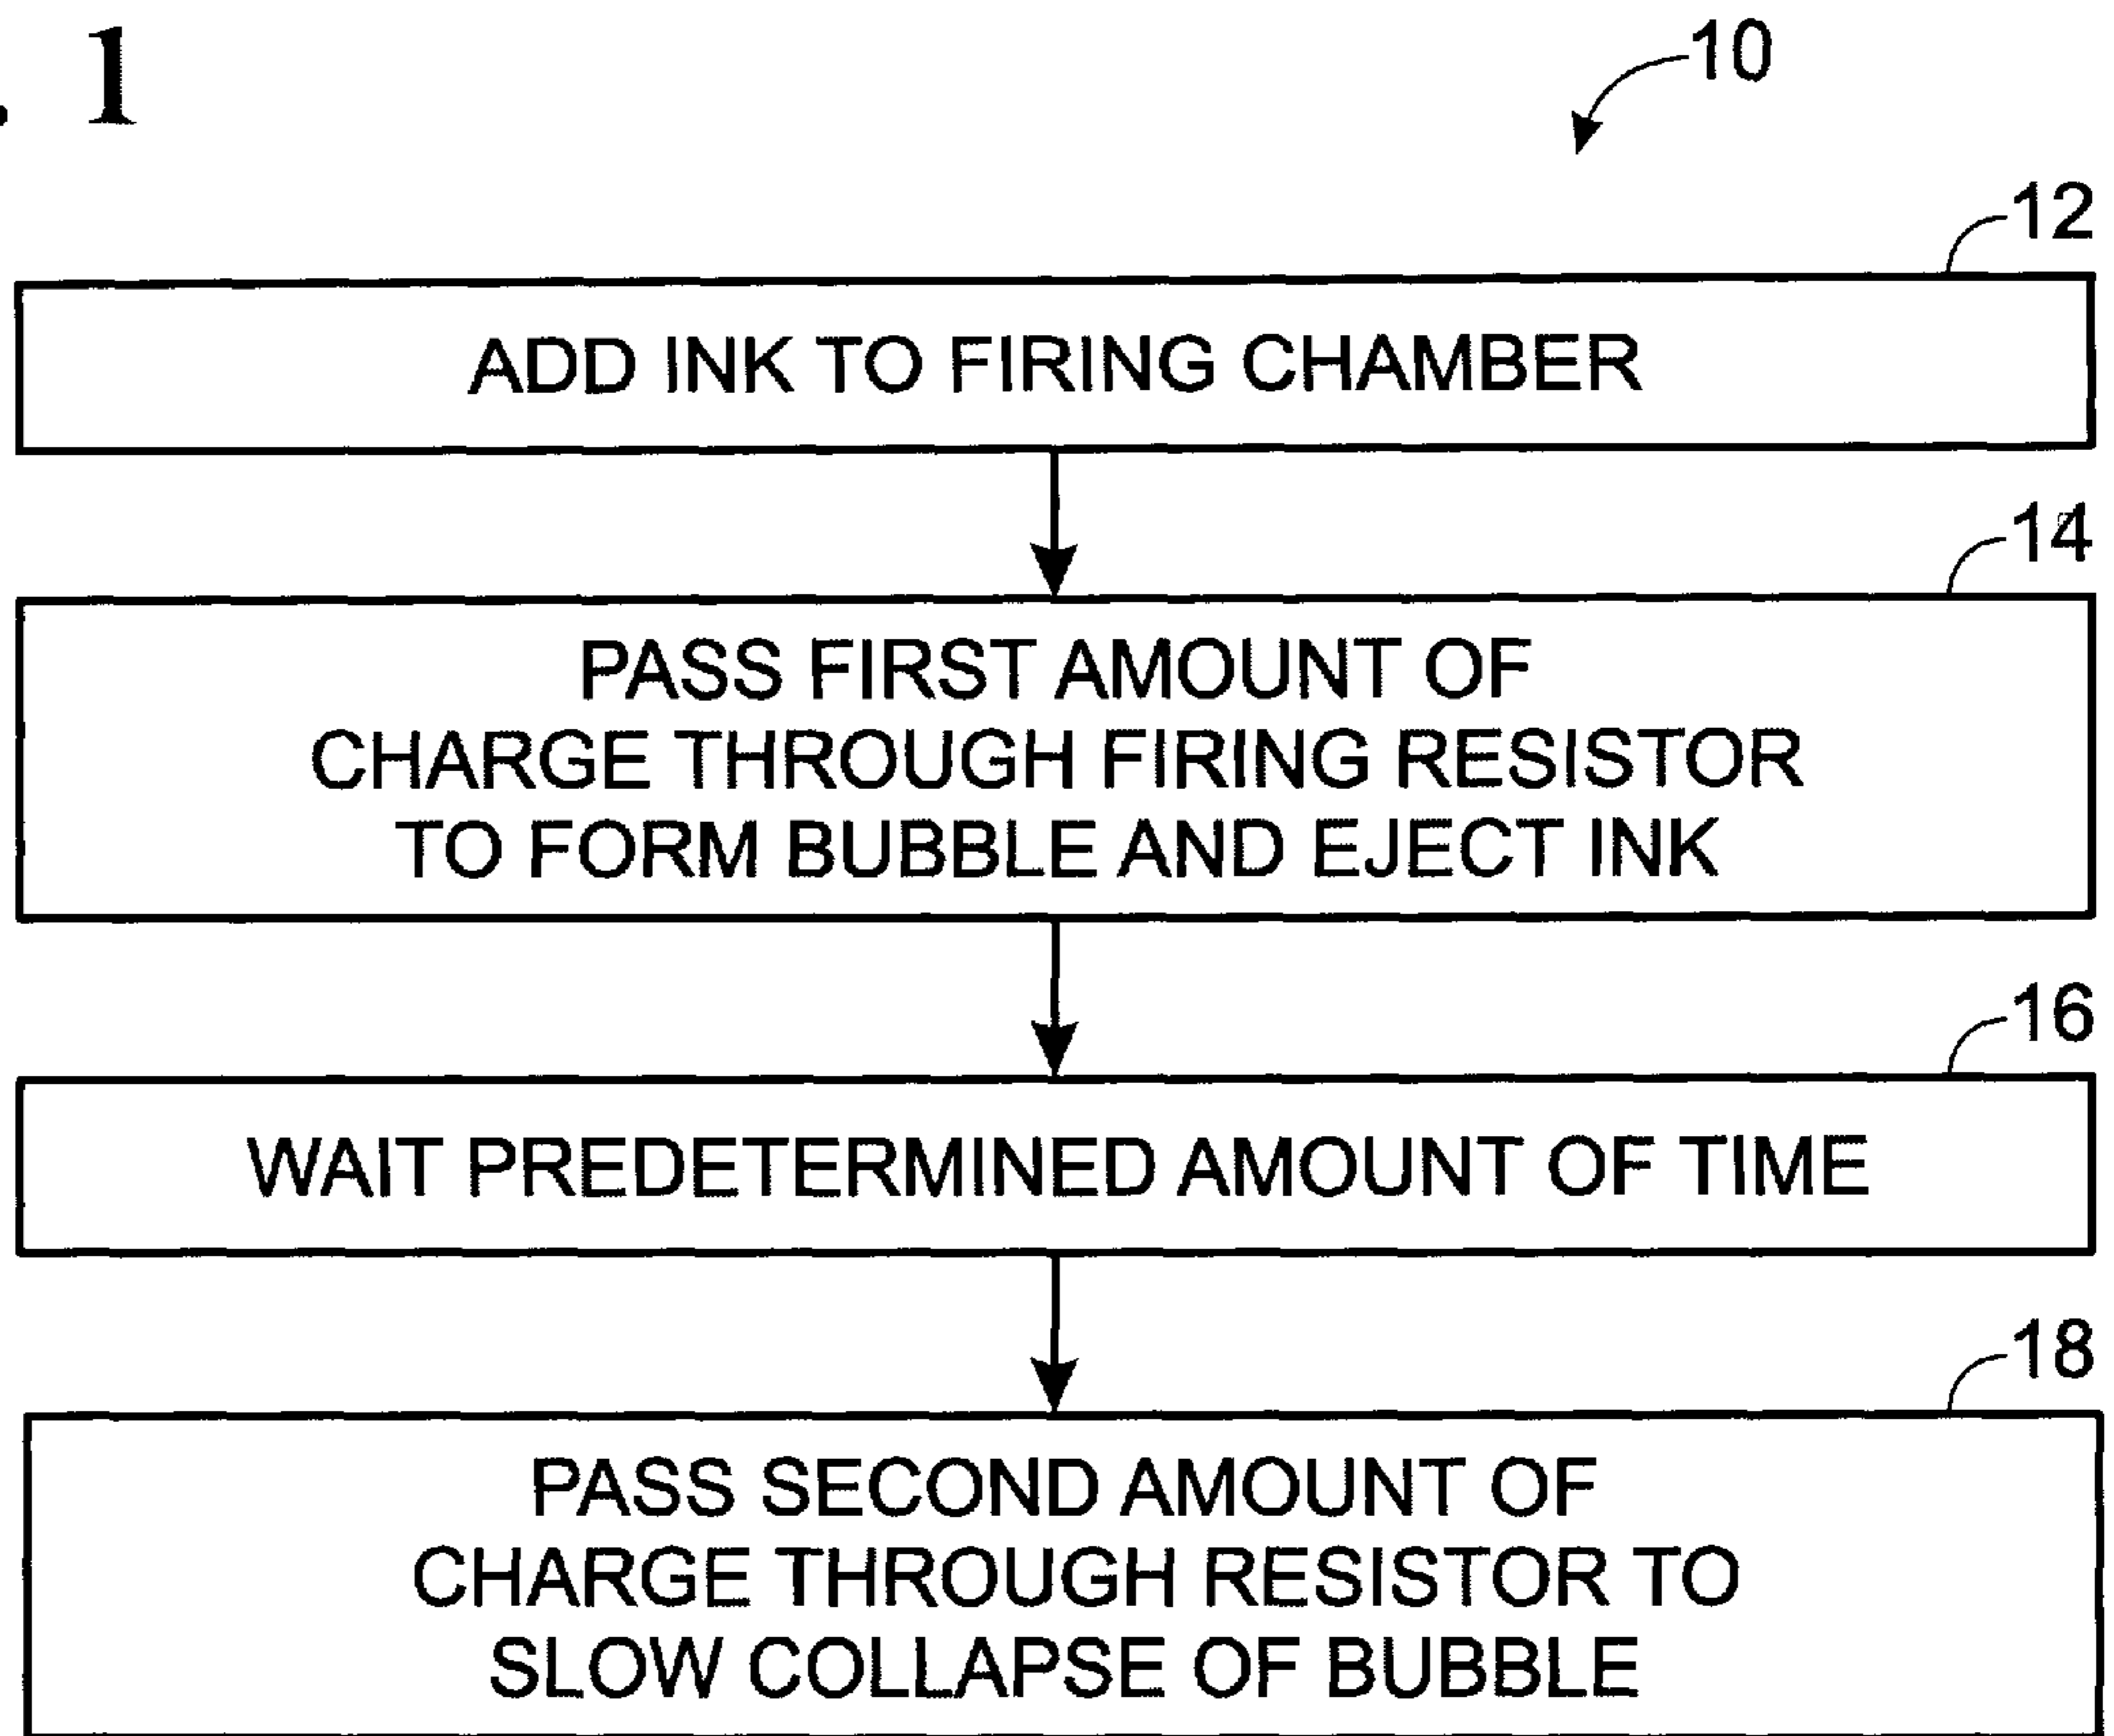 . 1
10
12
ADD INK TO FIRING CHAMBER
14
PASS FIRST AMOUNT OF
CHARGE THROUGH FIRING RESISTOR
TO FORM BUBBLE AND EJECT INK
16
WAIT PREDETERMINED AMOUNT OF TIME
18
PASS SECOND AMOUNT OF
CHARGE THROUGH RESISTOR TO
SLOW COLLAPSE OF BUBBLE